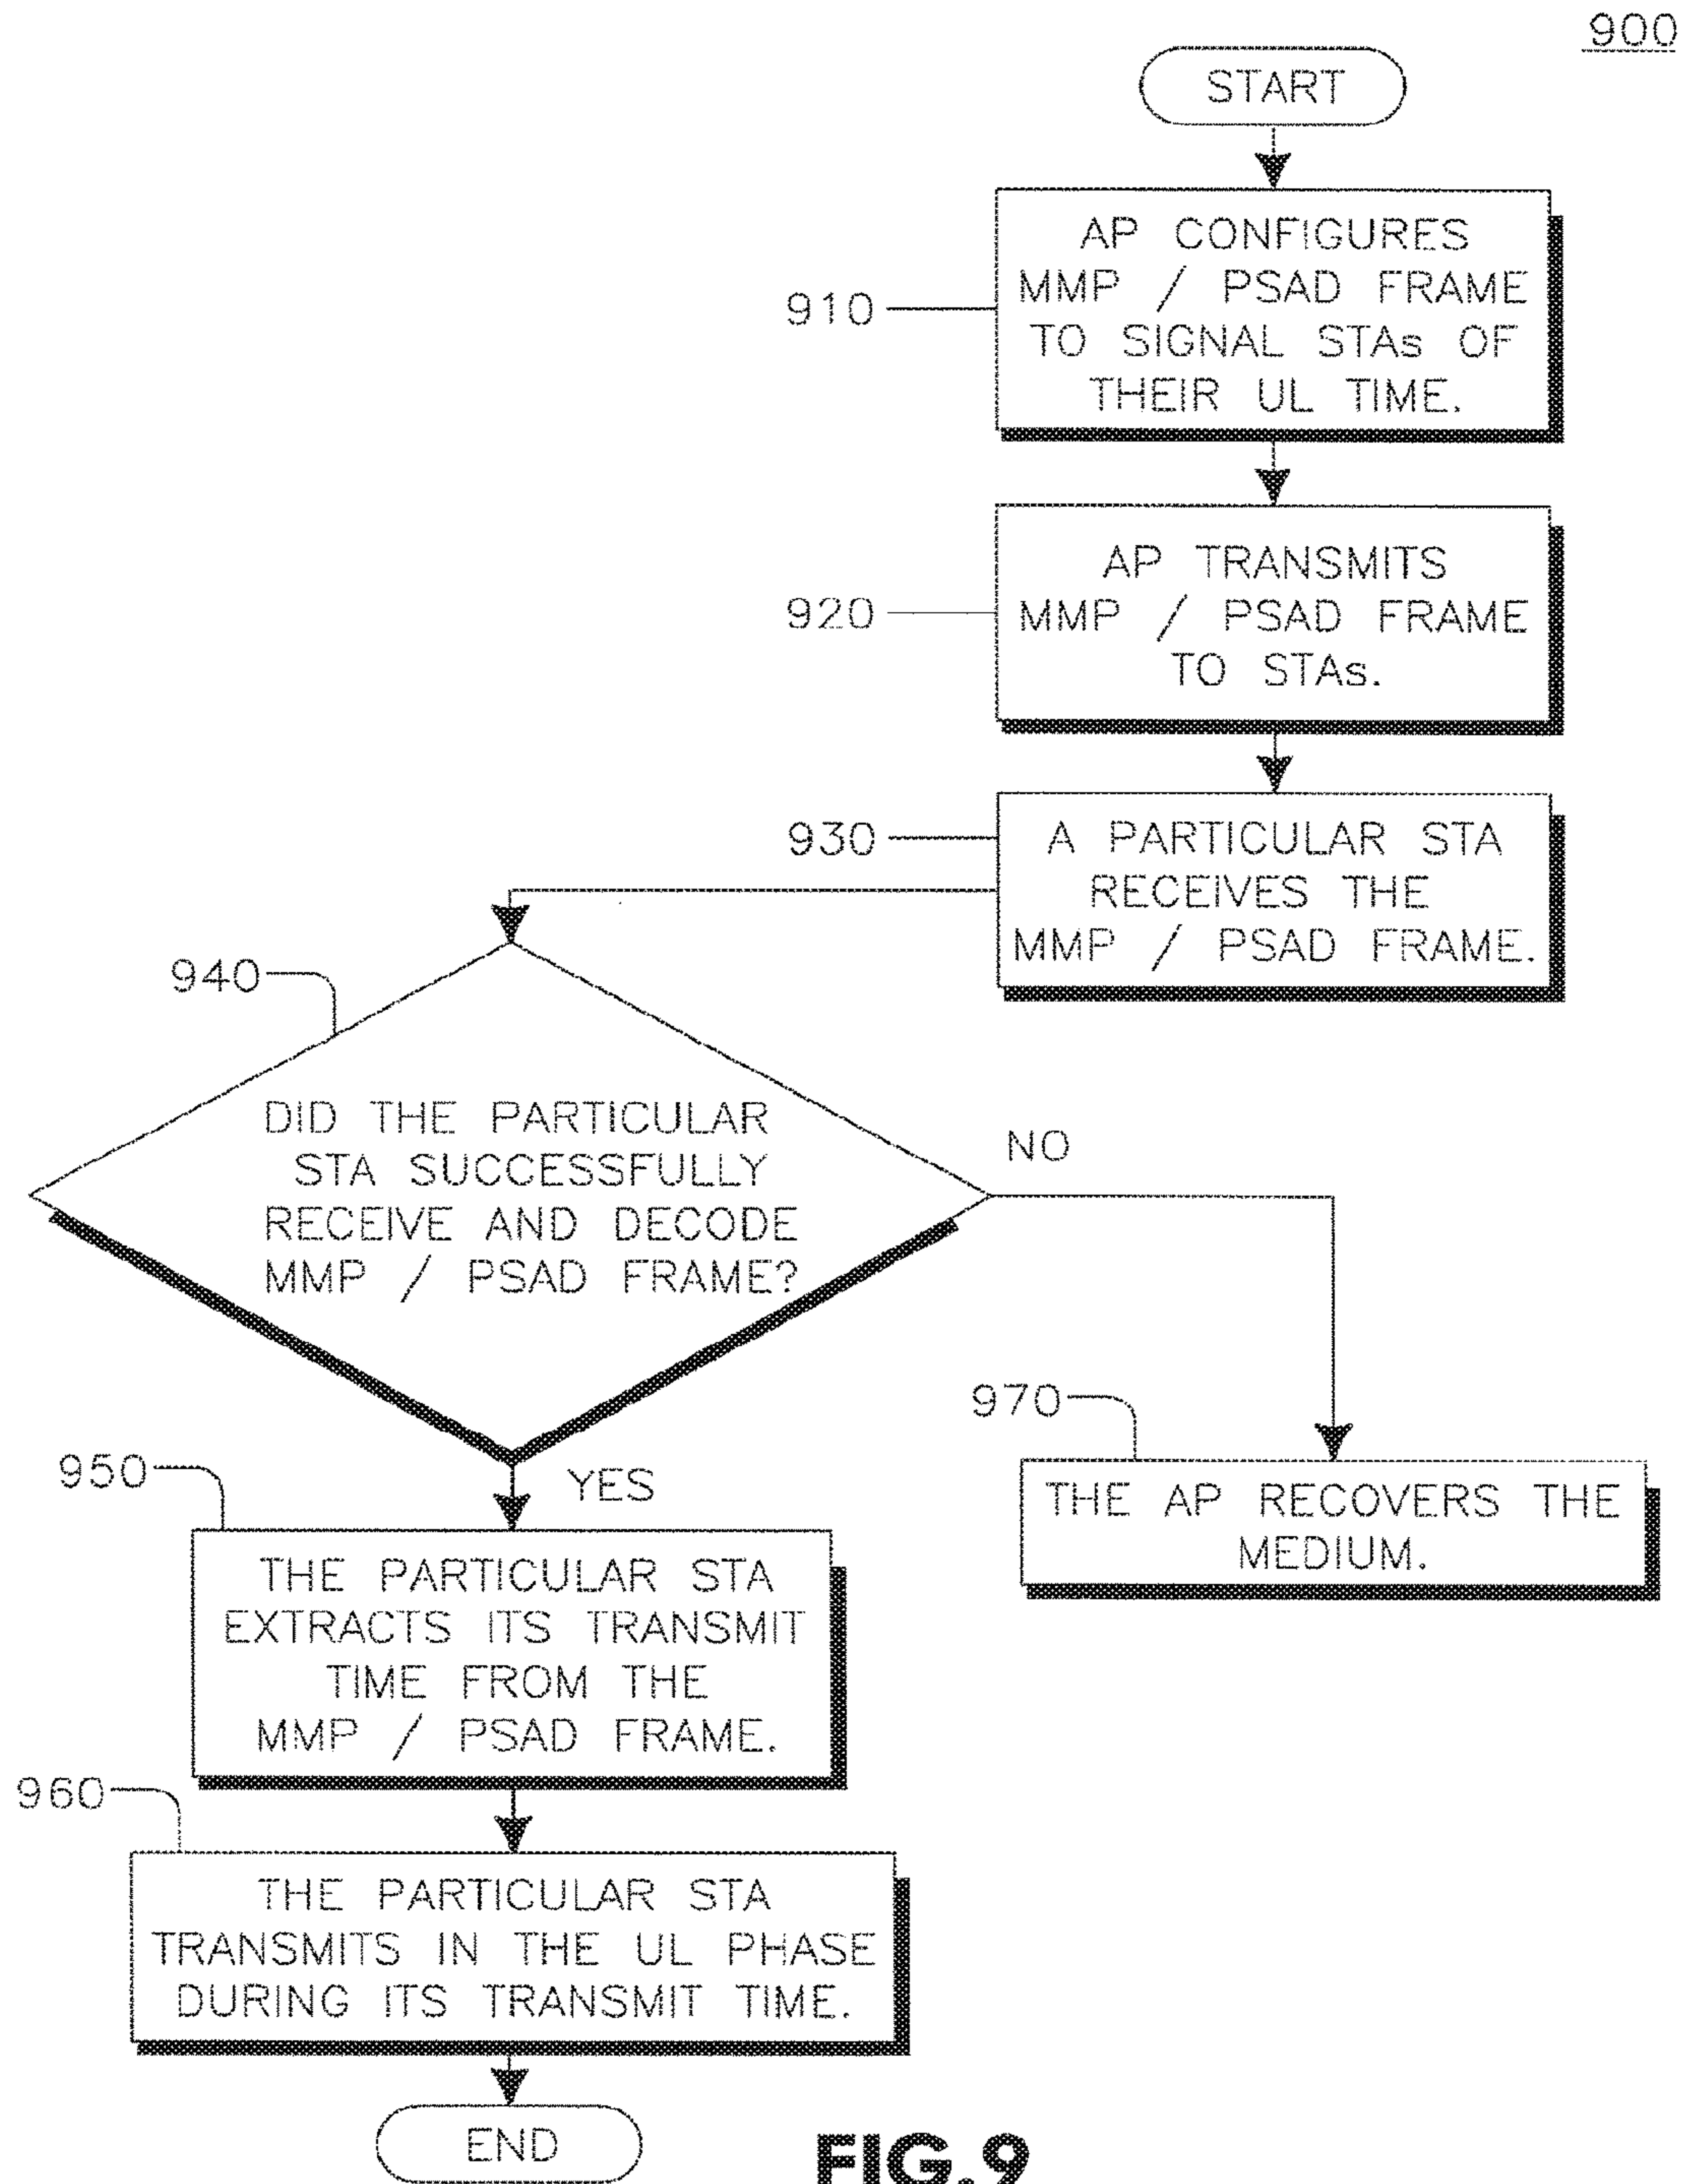 900
START
910
AP CONFIGURES
MMP / PSAD FRAME
TO SIGNAL STAs OF
THEIR UL TIME.
920
AP TRANSMITS
MMP / PSAD FRAME
TO STAs.
930
A PARTICULAR STA
RECEIVES THE
MMP / PSAD FRAME.
940
DID THE PARTICULAR
STA SUCCESSFULLY
RECEIVE AND DECODE
MMP / PSAD FRAME?
NO
970
THE AP RECOVERS THE
MEDIUM.
YES
950
THE PARTICULAR STA
EXTRACTS ITS TRANSMIT
TIME FROM THE
MMP / PSAD FRAME.
960
THE PARTICULAR STA
TRANSMITS IN THE UL PHASE
DURING ITS TRANSMIT TIME.
END
FIG.9